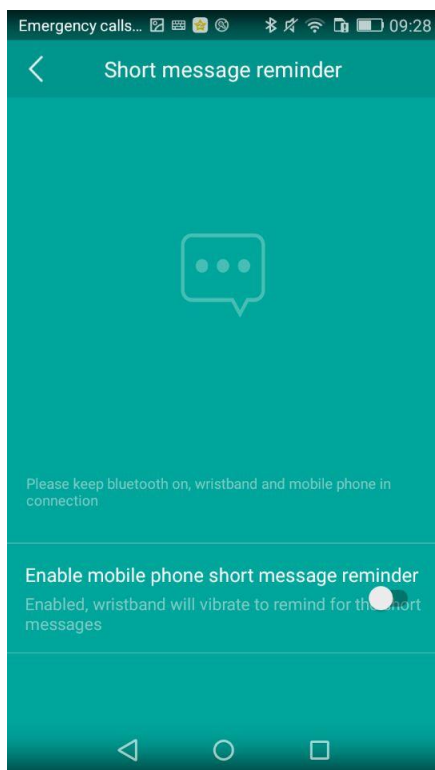 Emergency calls... 09:28
Short message reminder
Please keep bluetooth on, wristband and mobile phone in
connection
Enable mobile phone short message reminder
Enabled, wristband will vibrate to remind for the short
messages